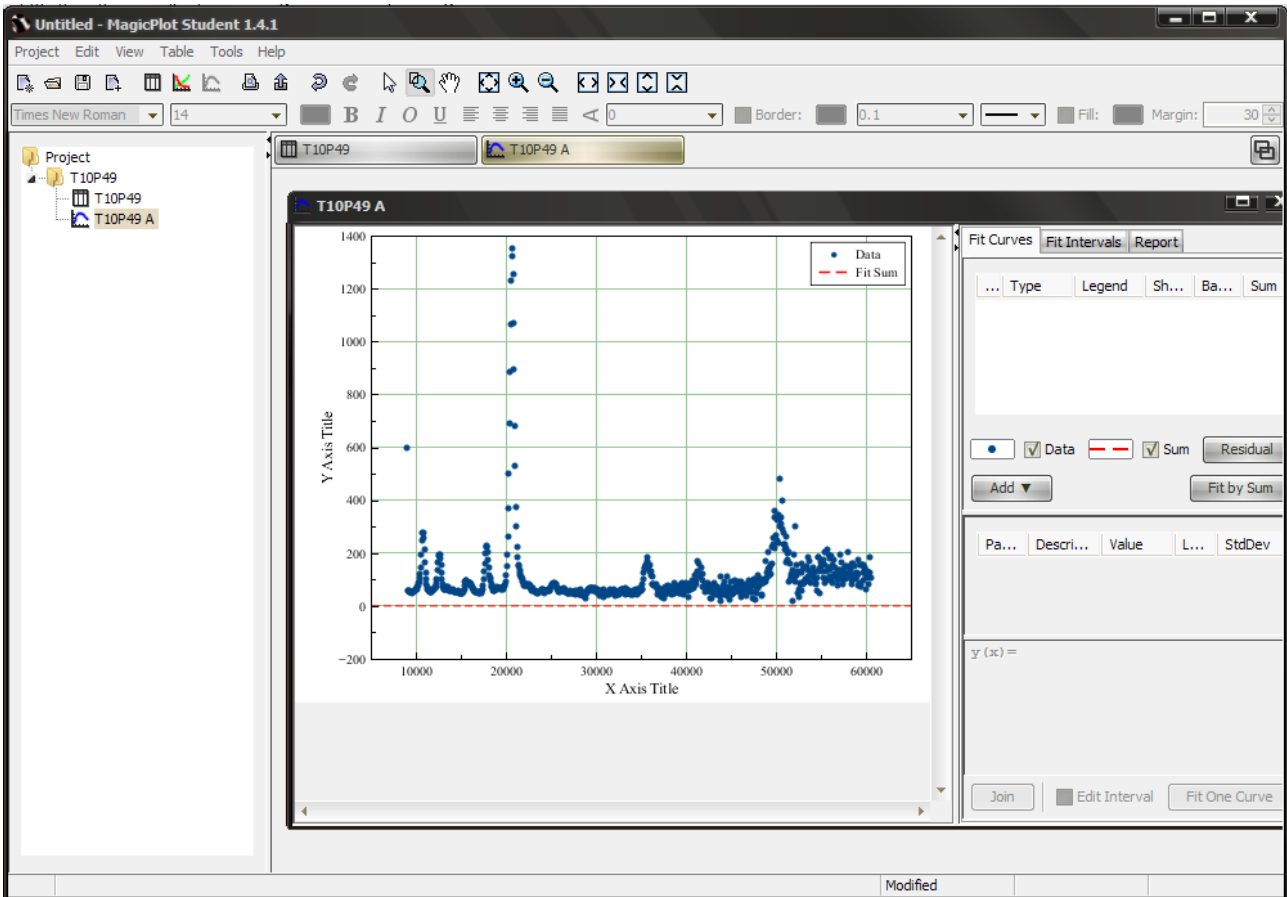 Untitled - MagicPlot Student 1.4.1
Project Edit View Table Tools Help
Times New Roman 14 B I O U 0 Border: 0.1 Fill: Margin: 30
Project
T10P49
T10P49
T10P49 A
T10P49 T10P49 A
T10P49 A
1400
1200
1000
800
600
400
200
0
−200
Y Axis Title
Data
Fit Sum
10000 20000 30000 40000 50000 60000
X Axis Title
Fit Curves Fit Intervals Report
... Type Legend Sh... Ba... Sum
Data Sum Residual
Add ▼ Fit by Sum
Pa... Descri... Value L... StdDev
y(x)=
Join Edit Interval Fit One Curve
Modified